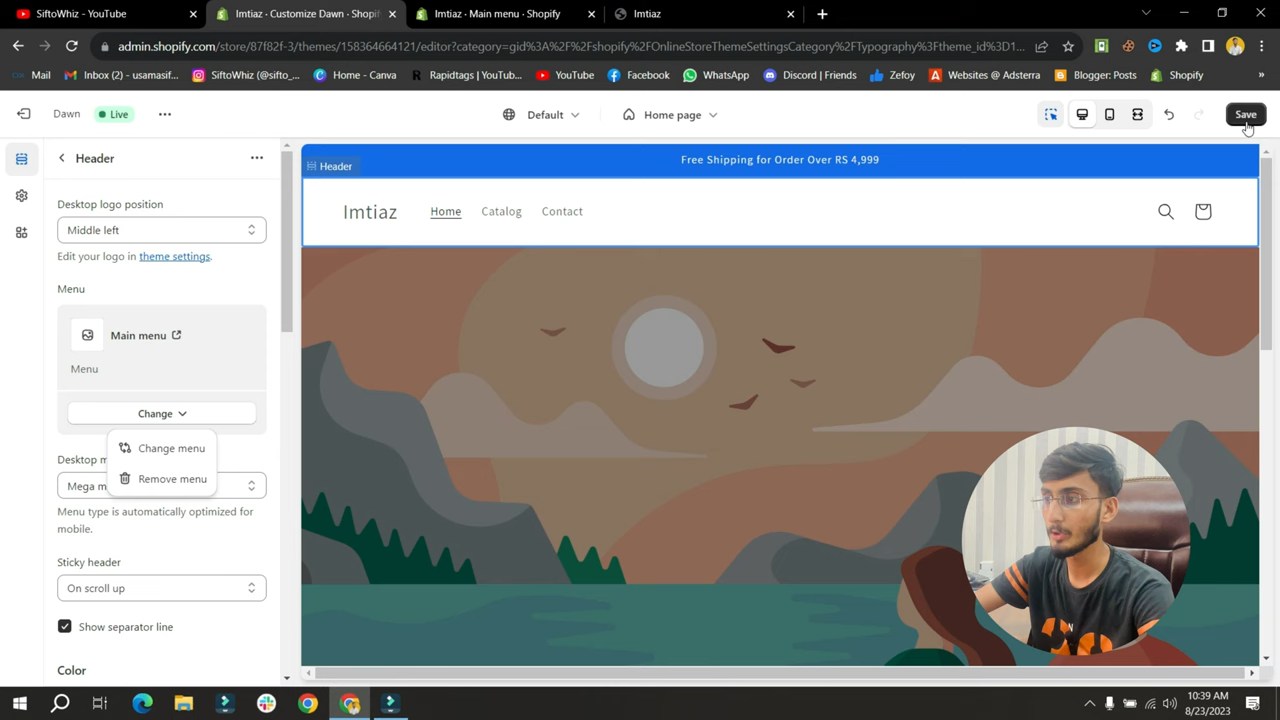 SiftoWhiz - YouTube
Imtiaz · Customize Dawn · Shopif
Imtiaz · Main menu · Shopify
Imtiaz
admin.shopify.com/store/87f82f-3/themes/158364664121/editor?category=gid%3A%2F%2Fshopify%2FOnlineStoreThemeSettingsCategory%2FTypography%3Ftheme_id%3D1...
Mail
Inbox (2) - usamasif...
SiftoWhiz (@sifto_...
Home - Canva
Rapidtags | YouTub...
YouTube
Facebook
WhatsApp
Discord | Friends
Zefoy
Websites @ Adsterra
Blogger: Posts
Shopify
»
Dawn
Live
Default
Home page
Save
Header
Desktop logo position
Middle left
Edit your logo in theme settings.
Menu
Main menu
Menu
Change
Change menu
Remove menu
Desktop m
Mega m
Menu type is automatically optimized for
mobile.
Sticky header
On scroll up
Show separator line
Color
Free Shipping for Order Over RS 4,999
Header
Imtiaz
Home
Catalog
Contact
10:39 AM
8/23/2023